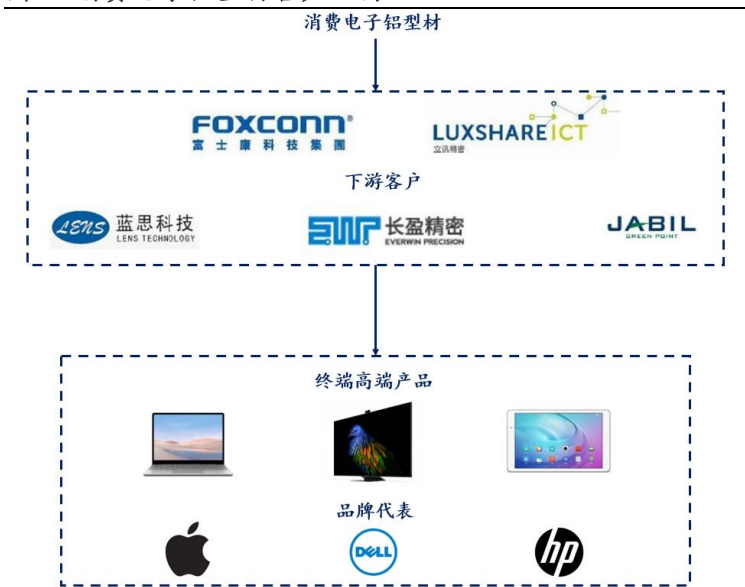 消费电子铝型材
FOXCONN®
富士康科技集團
LUXSHARE ICT
立讯精密
下游客户
LENS
蓝思科技
LENS TECHNOLOGY
EWP
长盈精密
EVERWIN PRECISION
JABIL
GREEN POINT
终端高端产品
品牌代表
DELL
hp